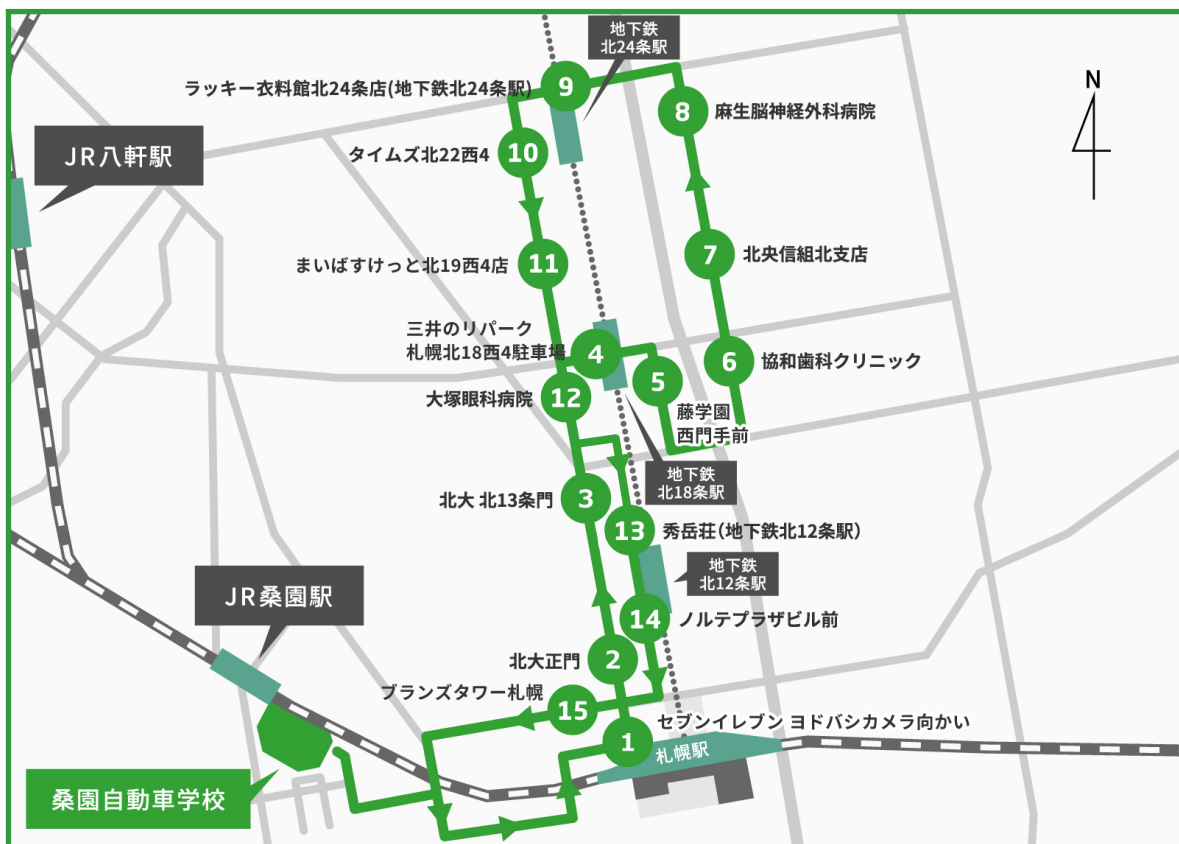 地下鉄
北24条駅
N
9
ラッキー衣料館北24条店(地下鉄北24条駅)
8
麻生脳神経外科病院
10
タイムズ北22西4
JR八軒駅
7
北央信組北支店
11
まいばすけっと北19西4店
三井のリパーク
札幌北18西4駐車場
4
6
協和歯科クリニック
5
藤学園
西門手前
12
大塚眼科病院
地下鉄
北18条駅
3
北大 北13条門
13
秀岳荘(地下鉄北12条駅)
地下鉄
北12条駅
JR桑園駅
14
ノルテプラザビル前
2
北大正門
ブランズタワー札幌
15
セブンイレブン ヨドバシカメラ向かい
1
札幌駅
桑園自動車学校